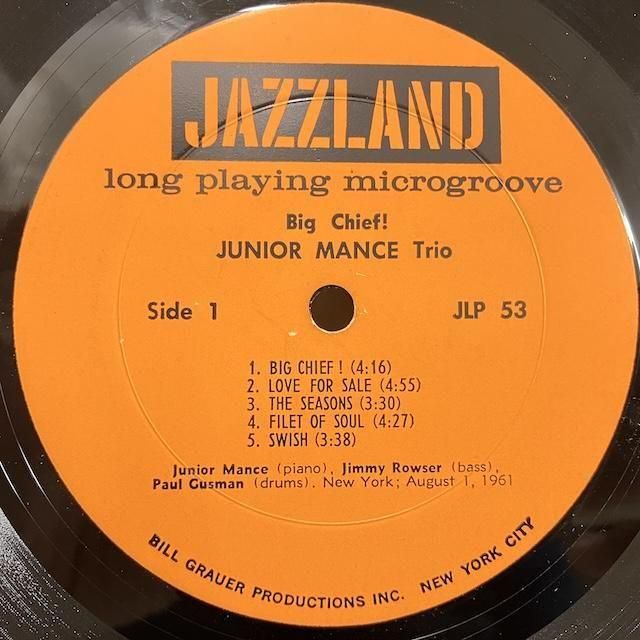 JAZZLAND
long playing microgroove
Big Chief!
JUNIOR MANCE Trio
Side 1 JLP 53
1. BIG CHIEF! (4:16)
2. LOVE FOR SALE (4:55)
3. THE SEASONS (3:30)
4. FILET OF SOUL (4:27)
5. SWISH (3:38)
Junior Mance (piano), Jimmy Rowser (bass),
Paul Gusman (drums). New York; August 1, 1961
BILL GRAUER PRODUCTIONS INC. NEW YORK CITY